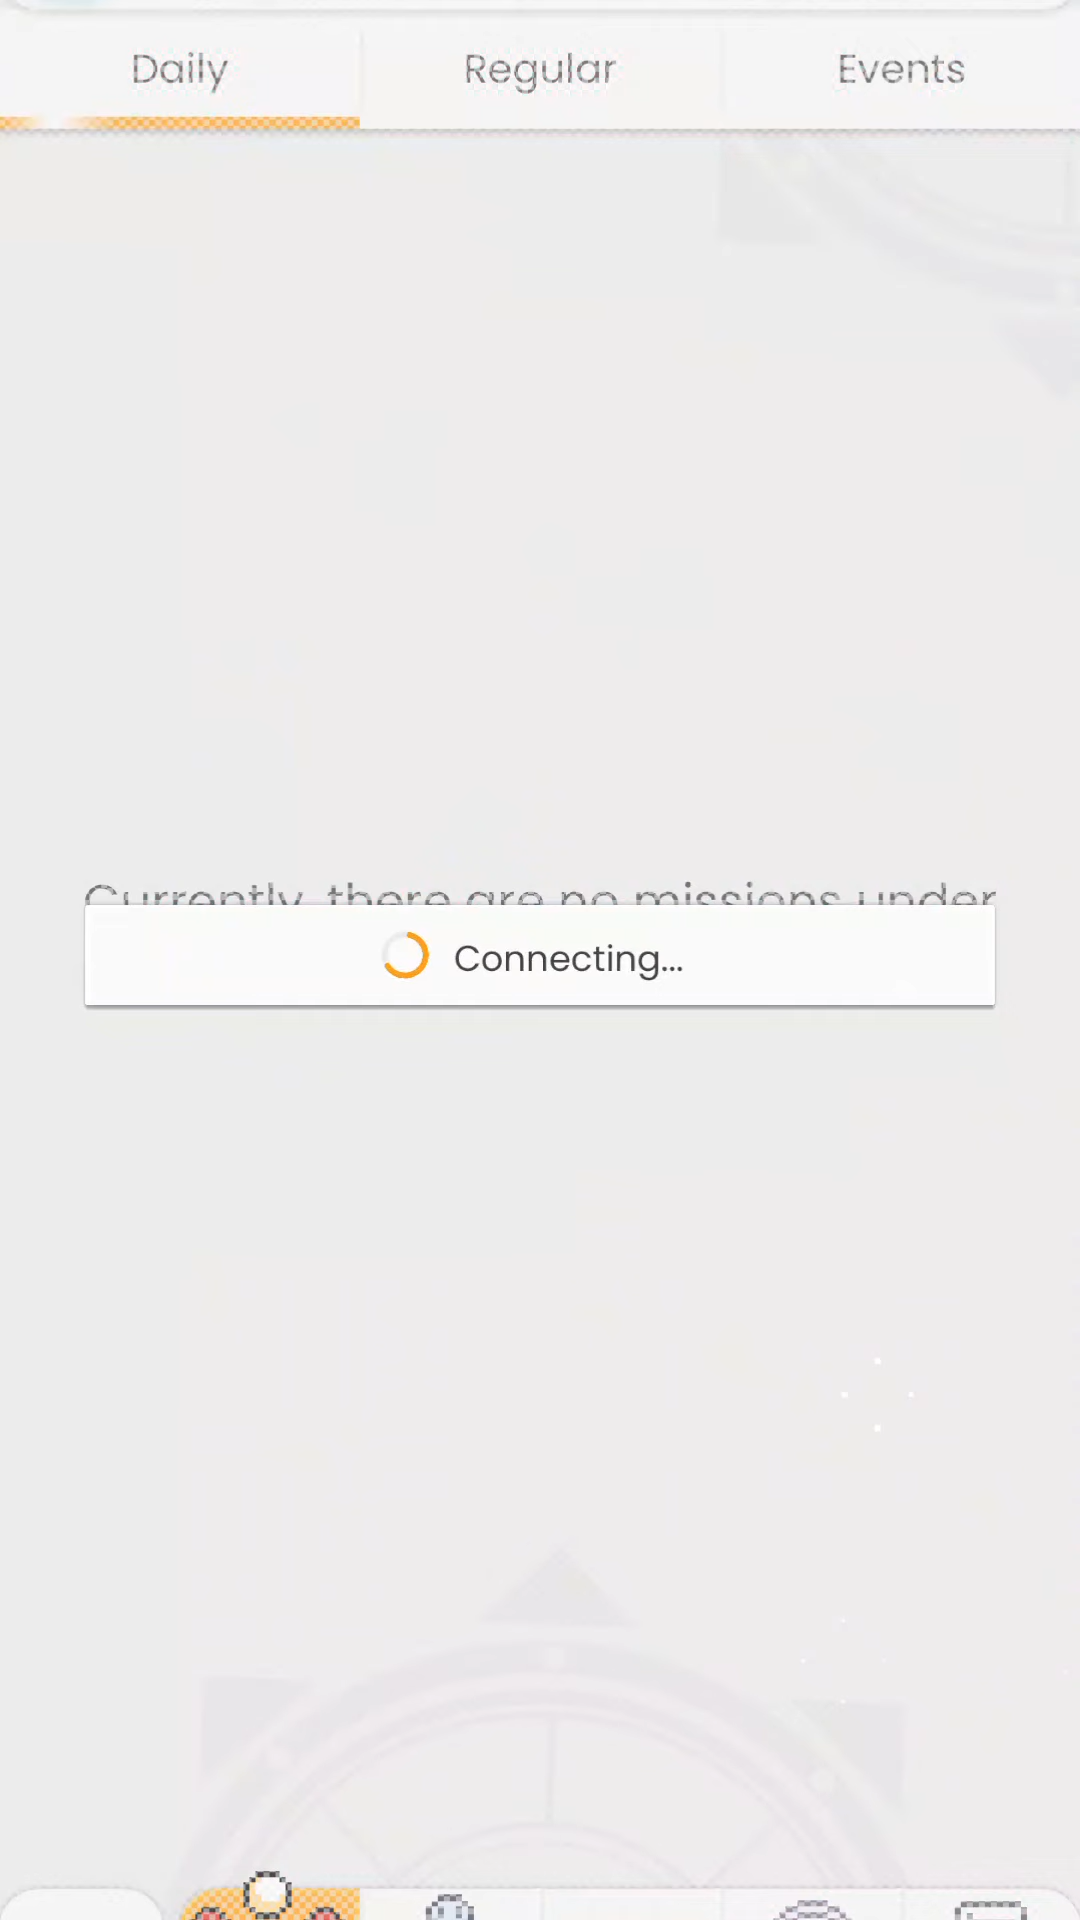 Daily
Regular
Events
Currently, there are no missions under
Connecting...